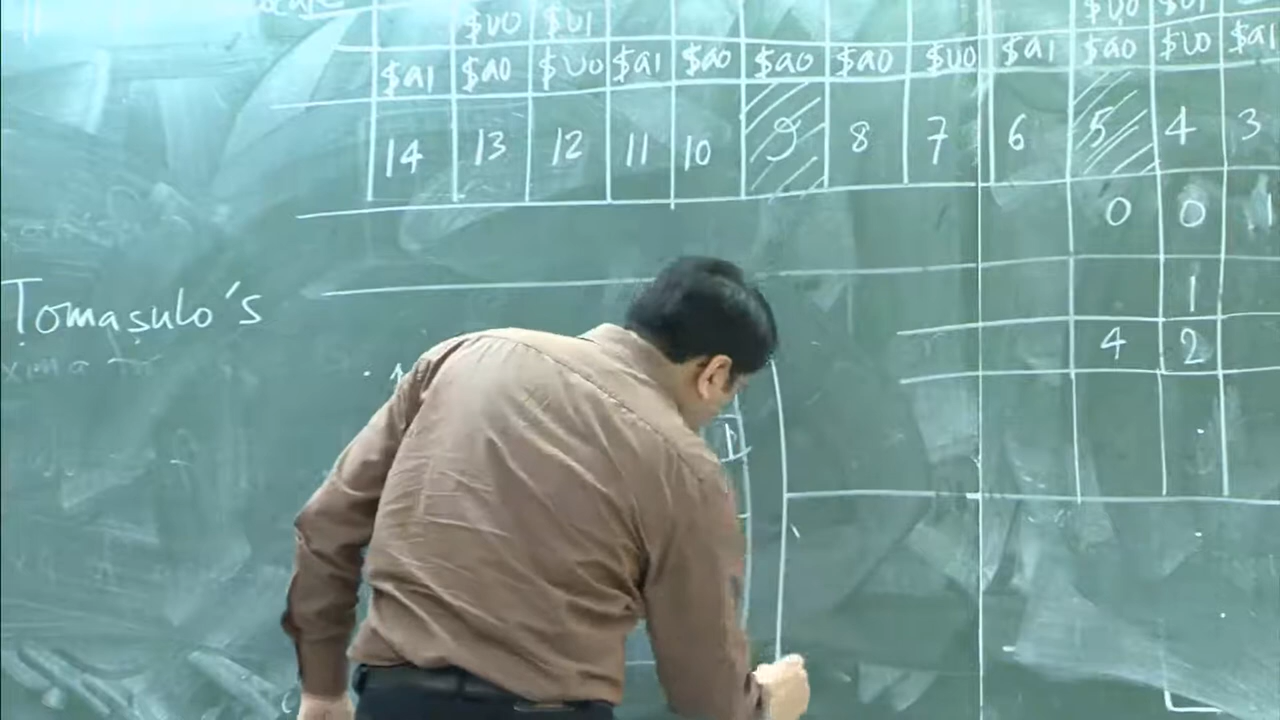 $v0 $v1 $v0 $v1
$a1 $a0 $v0 $a1 $a0 $a0 $a0 $v0 $a1 $a0 $v0 $a1
14 13 12 11 10 9 8 7 6 5 4 3
0 0 1
Tomasulo's
1
4 2